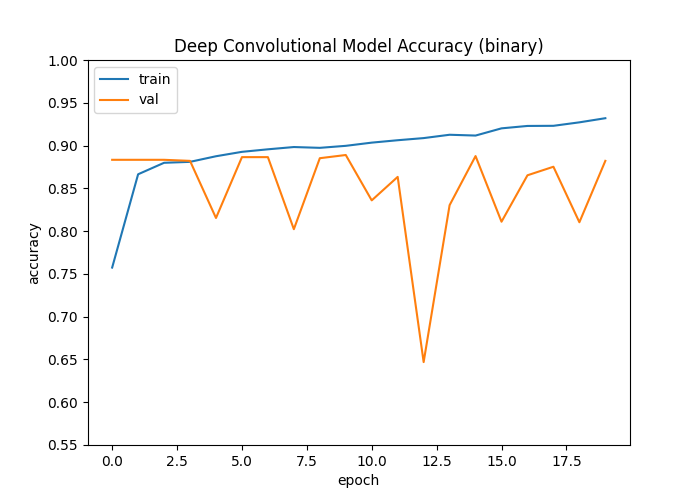 Deep Convolutional Model Accuracy (binary)
1.00
train
val
0.95
0.90
0.85
0.80
0.75
0.70
0.65
0.60
0.55
accuracy
0.0 2.5 5.0 7.5 10.0 12.5 15.0 17.5
epoch